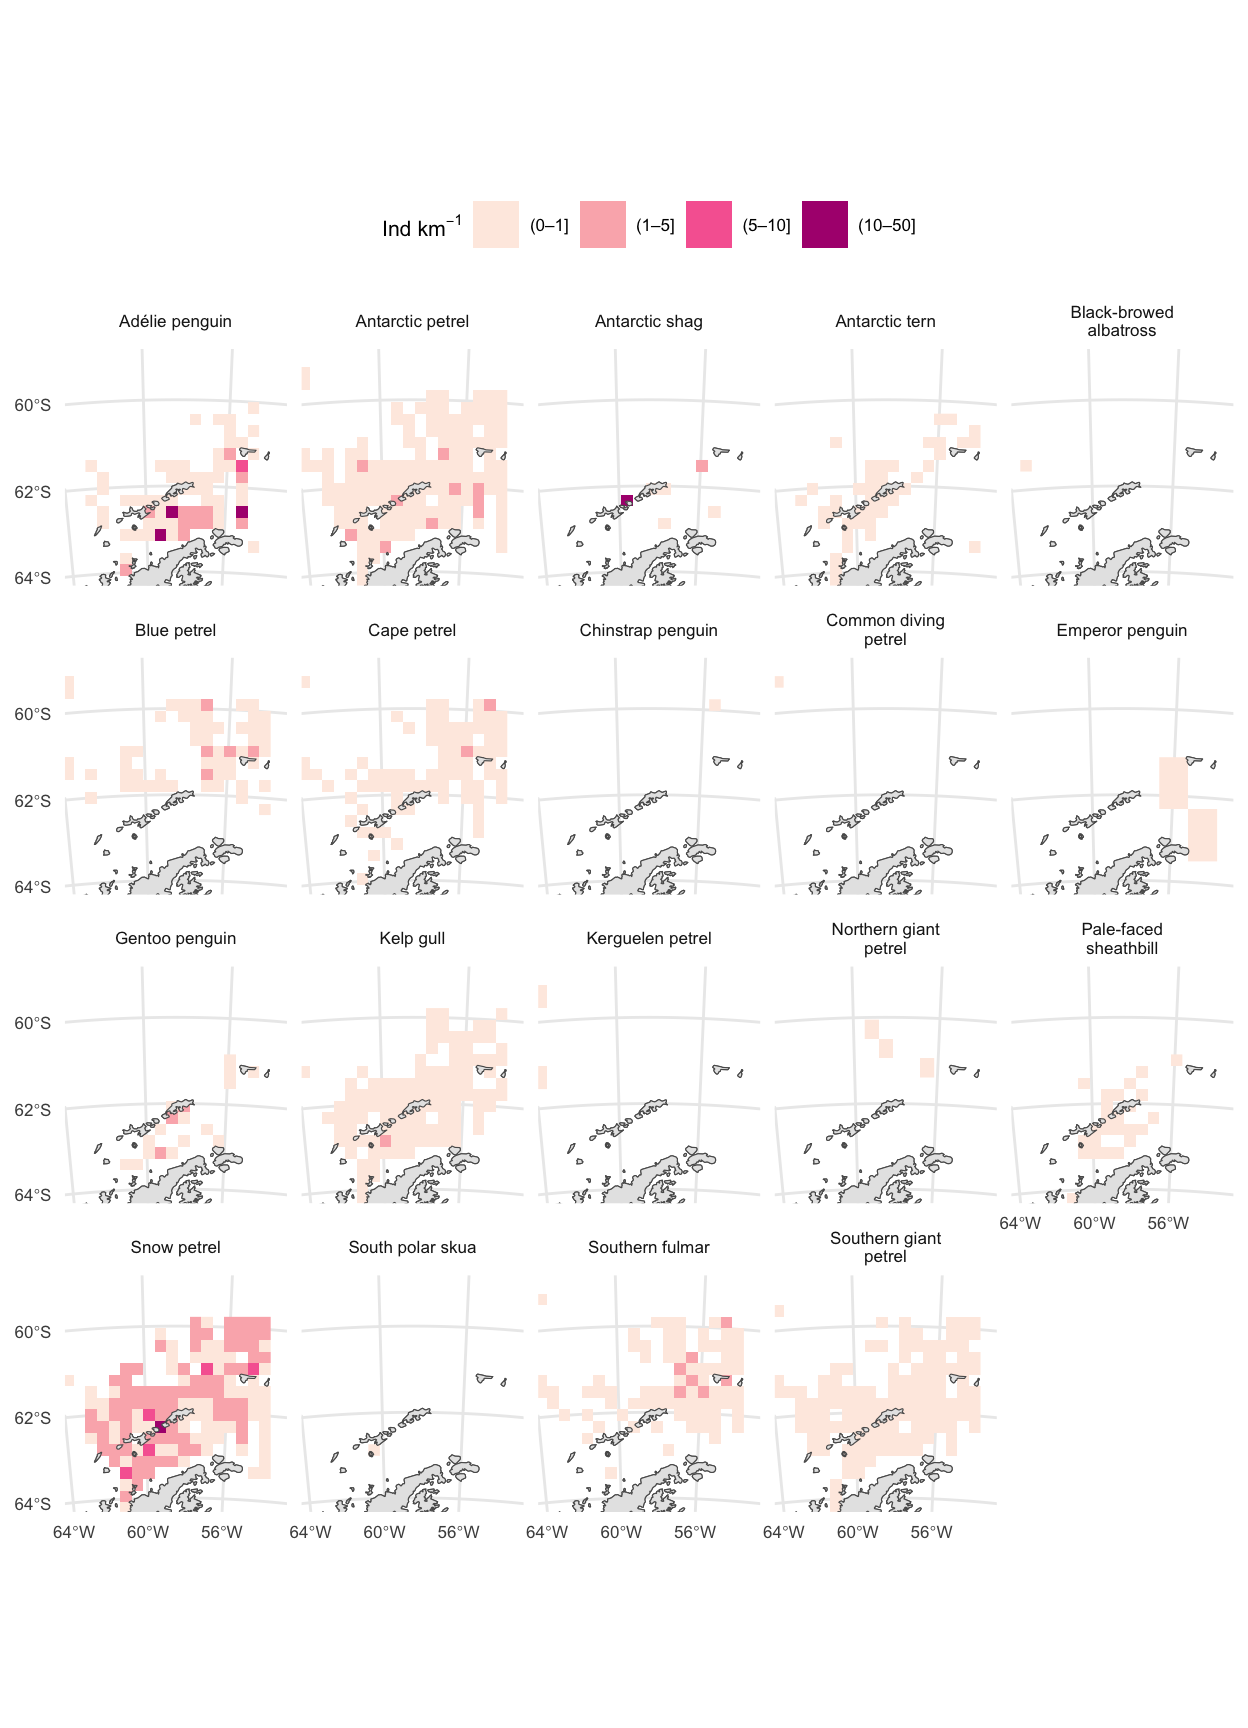 Ind km⁻¹ (0–1] (1–5] (5–10] (10–50]
Adélie penguin
Antarctic petrel
Antarctic shag
Antarctic tern
Black-browed
albatross
60°S
62°S
64°S
Blue petrel
Cape petrel
Chinstrap penguin
Common diving
petrel
Emperor penguin
60°S
62°S
64°S
Gentoo penguin
Kelp gull
Kerguelen petrel
Northern giant
petrel
Pale-faced
sheathbill
60°S
62°S
64°S
64°W 60°W 56°W
Snow petrel
South polar skua
Southern fulmar
Southern giant
petrel
60°S
62°S
64°S
64°W 60°W 56°W
64°W 60°W 56°W
64°W 60°W 56°W
64°W 60°W 56°W